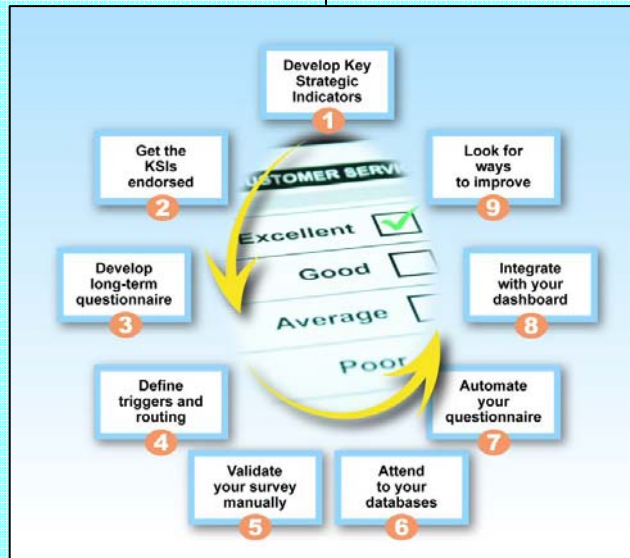 Develop Key
Strategic
Indicators
1
Get the
KSIs
endorsed
2
Develop
long-term
questionnaire
3
Define
triggers and
routing
4
Validate
your survey
manually
5
Attend
to your
databases
6
Automate
your
questionnaire
7
Integrate
with your
dashboard
8
Look for
ways
to improve
9
CUSTOMER SERVI
Excellent
Good
Average
Poor